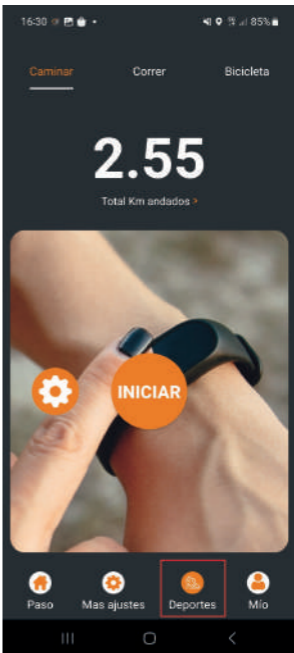 16:30 85%
Caminar Correr Bicicleta
2.55
Total Km andados >
INICIAR
Paso Mas ajustes Deportes Mío